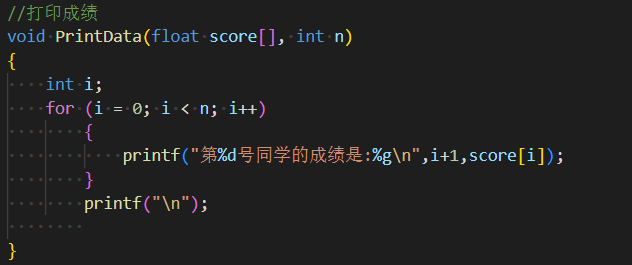 //打印成绩
void PrintData(float score[], int n)
{
    int i;
    for (i = 0; i < n; i++)
        {
            printf("第%d号同学的成绩是:%g\n",i+1,score[i]);
        }
        printf("\n");
}